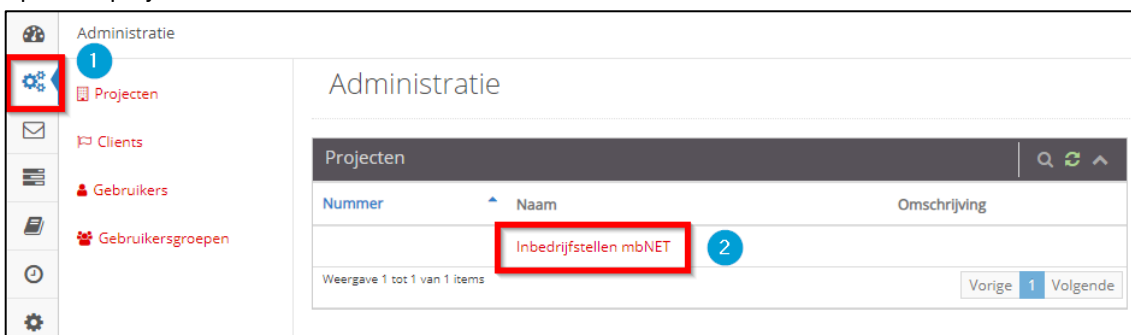 Administratie
1
Projecten
Clients
Gebruikers
Gebruikersgroepen
Administratie
Projecten
Nummer Naam Omschrijving
Inbedrijfstellen mbNET 2
Weergave 1 tot 1 van 1 items
Vorige 1 Volgende